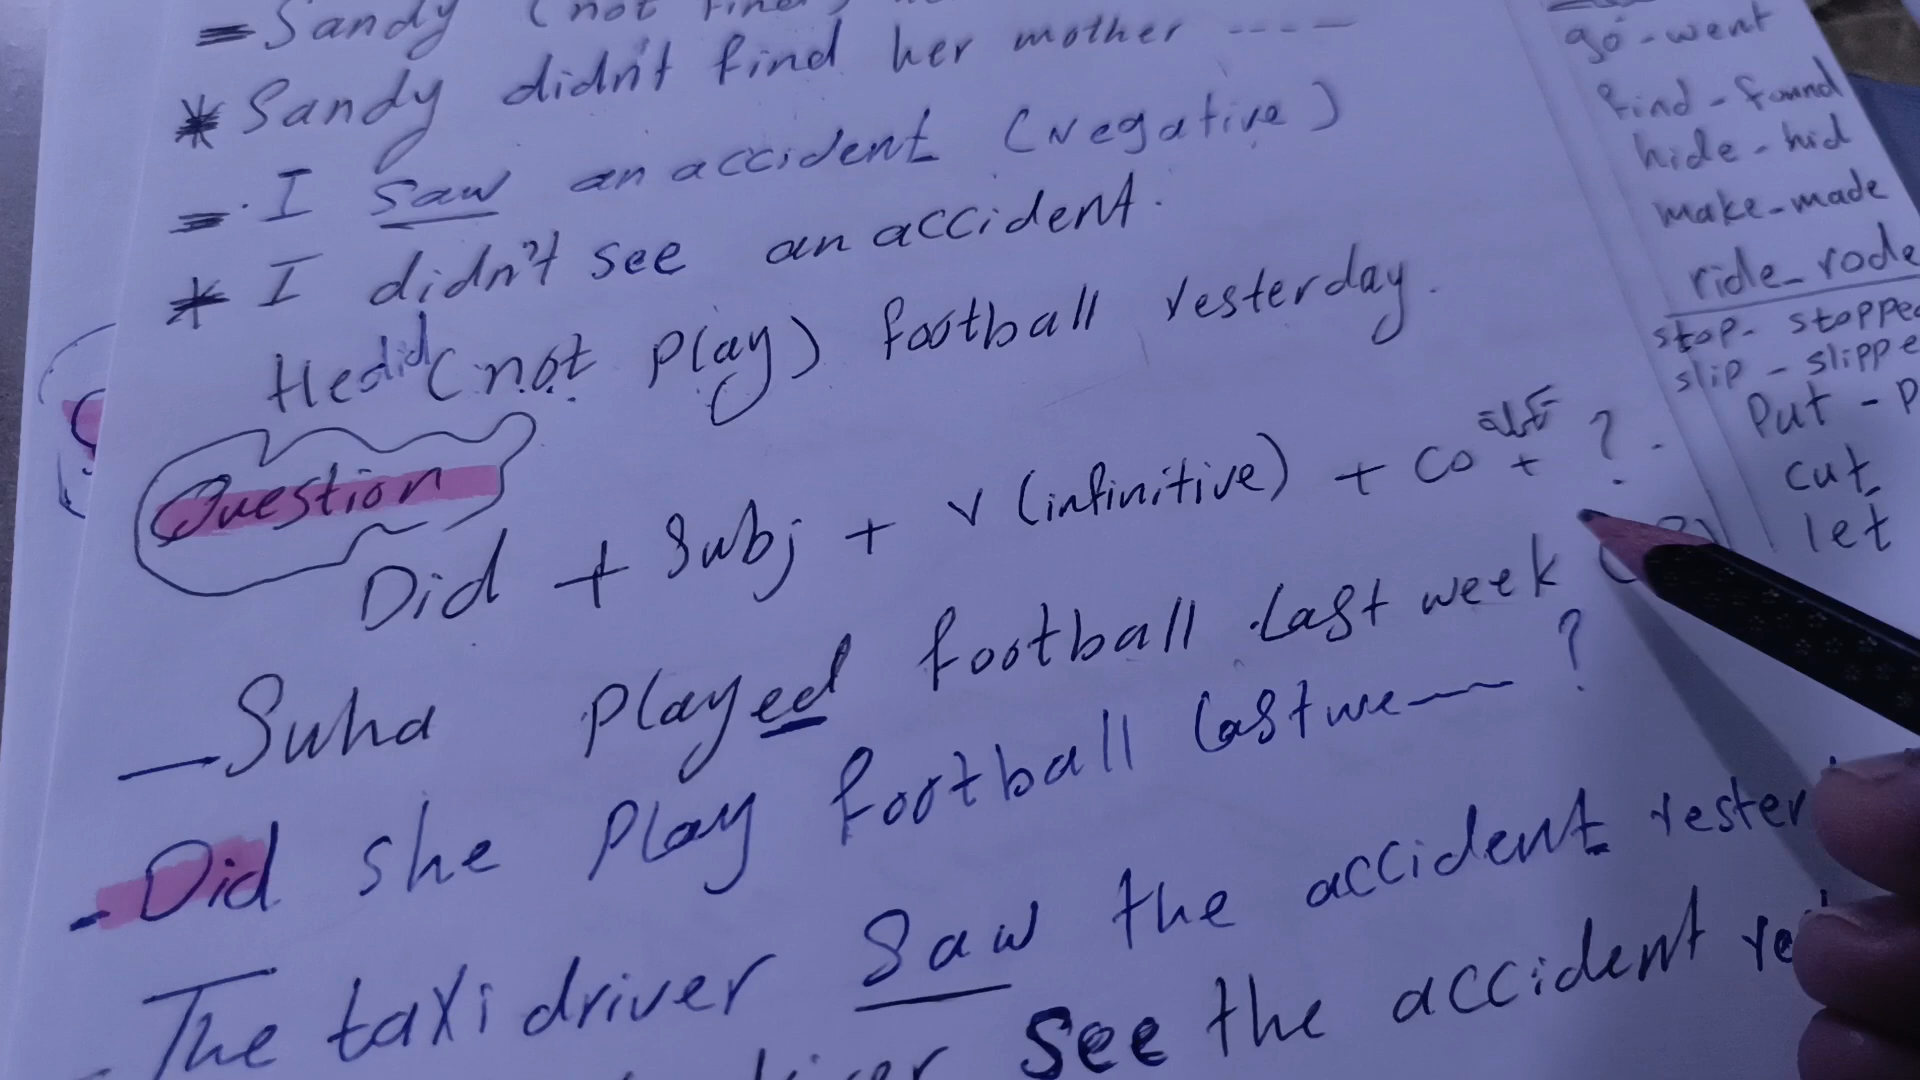 = Sandy (not find)
* Sandy didn't find her mother ----
= . I saw an accident (Negative)
* I didn't see an accident.
He did (not play) football yesterday.
Question
Did + Subj + V (infinitive) + Co + ?
- Suha played football last week
- Did she play football last we ?
- The taxi driver saw the accident yester
See the accident ye
go - went
find - found
hide - hid
make - made
ride - rode
stop - stopped
slip - slippe
put - p
cut
let